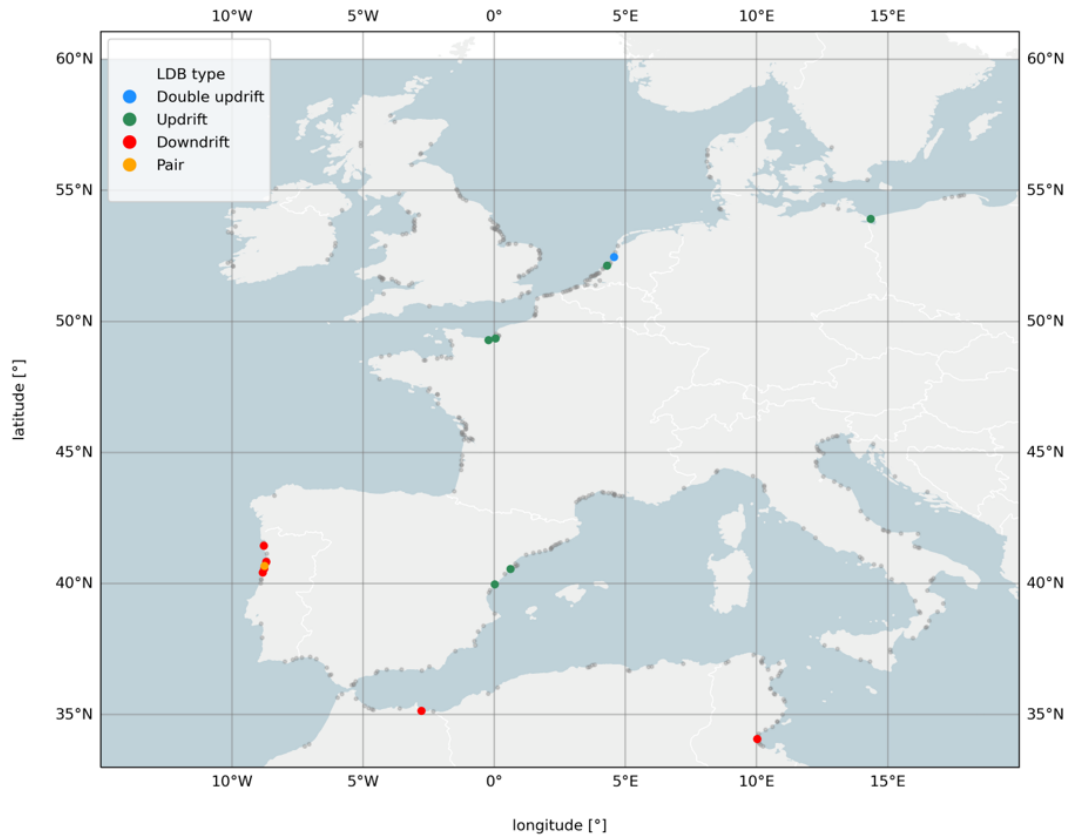 10°W 5°W 0° 5°E 10°E 15°E
60°N 60°N
LDB type
Double updrift
Updrift
Downdrift
Pair
55°N 55°N
50°N 50°N
latitude [°]
45°N 45°N
40°N 40°N
35°N 35°N
10°W 5°W 0° 5°E 10°E 15°E
longitude [°]